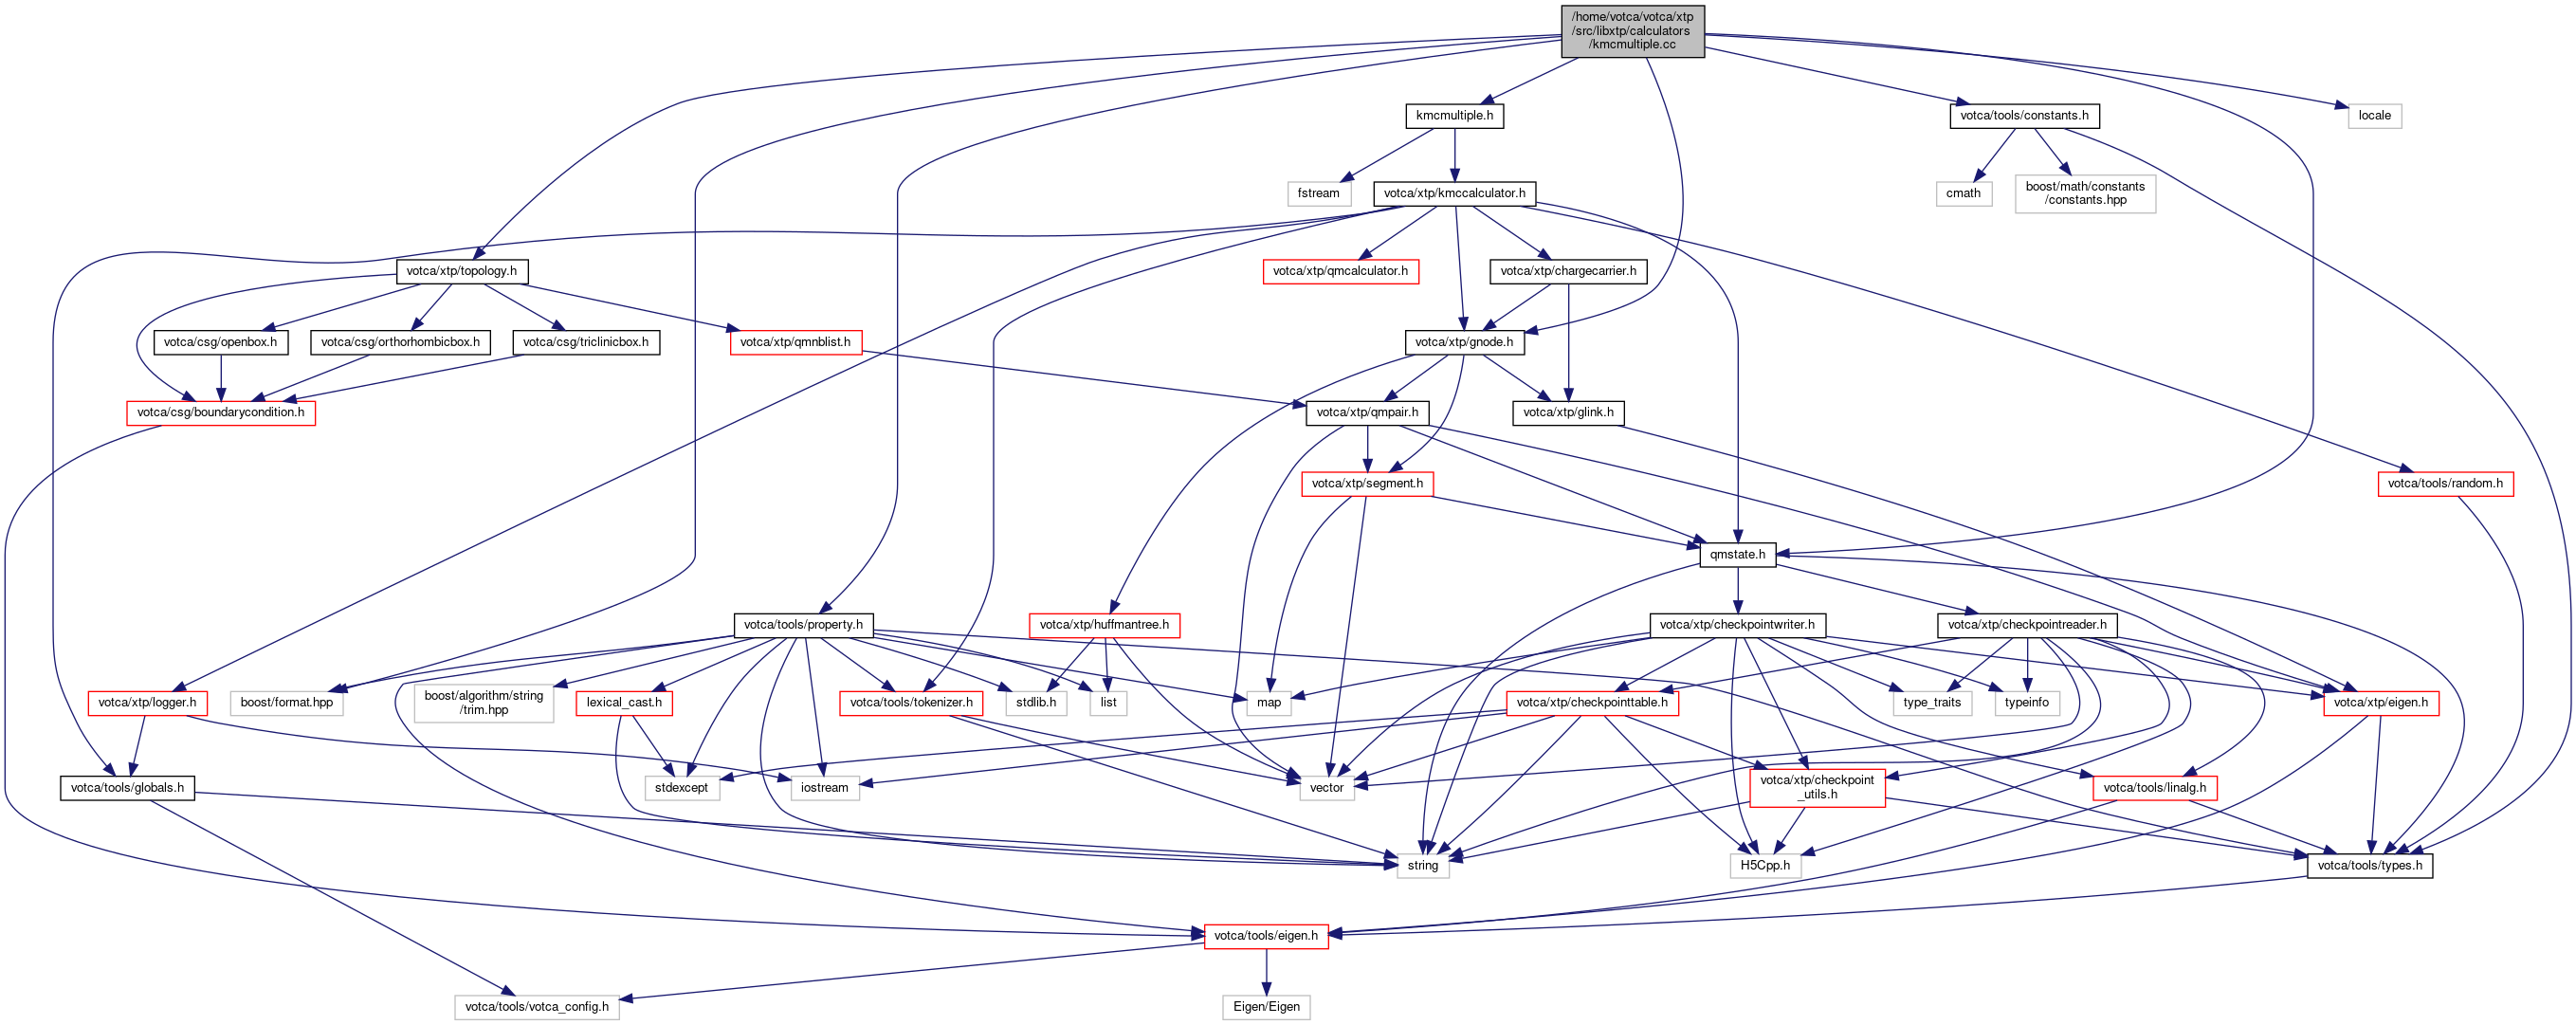 /home/votca/votca/xtp
/src/libxtp/calculators
/kmcmultiple.cc
kmcmultiple.h
votca/tools/constants.h
locale
fstream
votca/xtp/kmccalculator.h
cmath
boost/math/constants
/constants.hpp
votca/xtp/topology.h
votca/xtp/qmcalculator.h
votca/xtp/chargecarrier.h
votca/csg/openbox.h
votca/csg/orthorhombicbox.h
votca/csg/triclinicbox.h
votca/xtp/qmnblist.h
votca/xtp/gnode.h
votca/csg/boundarycondition.h
votca/xtp/qmpair.h
votca/xtp/glink.h
votca/xtp/segment.h
votca/tools/random.h
qmstate.h
votca/tools/property.h
votca/xtp/huffmantree.h
votca/xtp/checkpointwriter.h
votca/xtp/checkpointreader.h
votca/xtp/logger.h
boost/format.hpp
boost/algorithm/string
/trim.hpp
lexical_cast.h
votca/tools/tokenizer.h
stdlib.h
list
map
votca/xtp/checkpointtable.h
type_traits
typeinfo
votca/xtp/eigen.h
votca/tools/globals.h
stdexcept
iostream
vector
votca/xtp/checkpoint
_utils.h
votca/tools/linalg.h
string
H5Cpp.h
votca/tools/types.h
votca/tools/eigen.h
votca/tools/votca_config.h
Eigen/Eigen